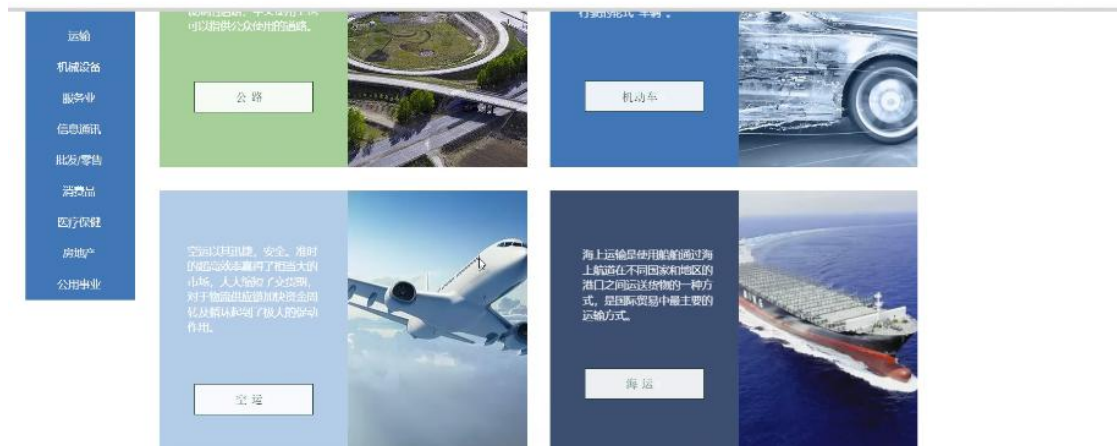 运输
机械设备
服务业
信息通讯
批发/零售
消费品
医疗保健
房地产
公用事业
可以提供公众使用的道路。
公 路
机动车
空运以其迅捷、安全、准时
的超高效率赢得了相当大的
市场，大大缩短了交货期，
对于物流供应链加快资金周
转及循环起到了极大的推动
作用。
空 运
海上运输是使用船舶通过海
上航道在不同国家和地区的
港口之间运送货物的一种方
式，是国际贸易中最主要的
运输方式。
海 运